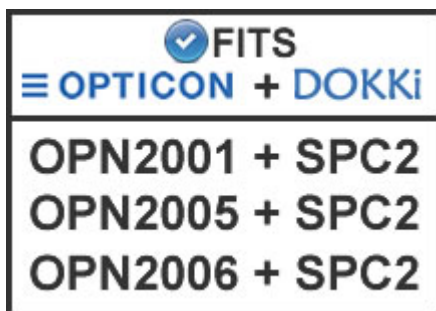 FITS
OPTICON + DOKKi
OPN2001 + SPC2
OPN2005 + SPC2
OPN2006 + SPC2